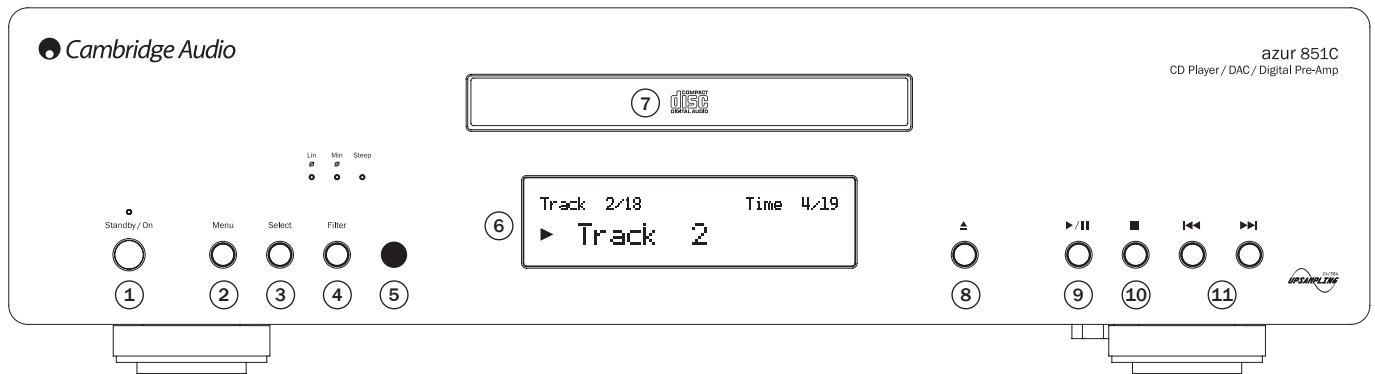 Cambridge Audio
azur 851C
CD Player / DAC / Digital Pre-Amp
7
COMPACT
disc
DIGITAL AUDIO
Lin Min Steep
ø ø
Track 2/18 Time 4/19
Track 2
6
Standby / On Menu Select Filter
1 2 3 4 5 8 9 10 11
24/384
UPSAMPLING